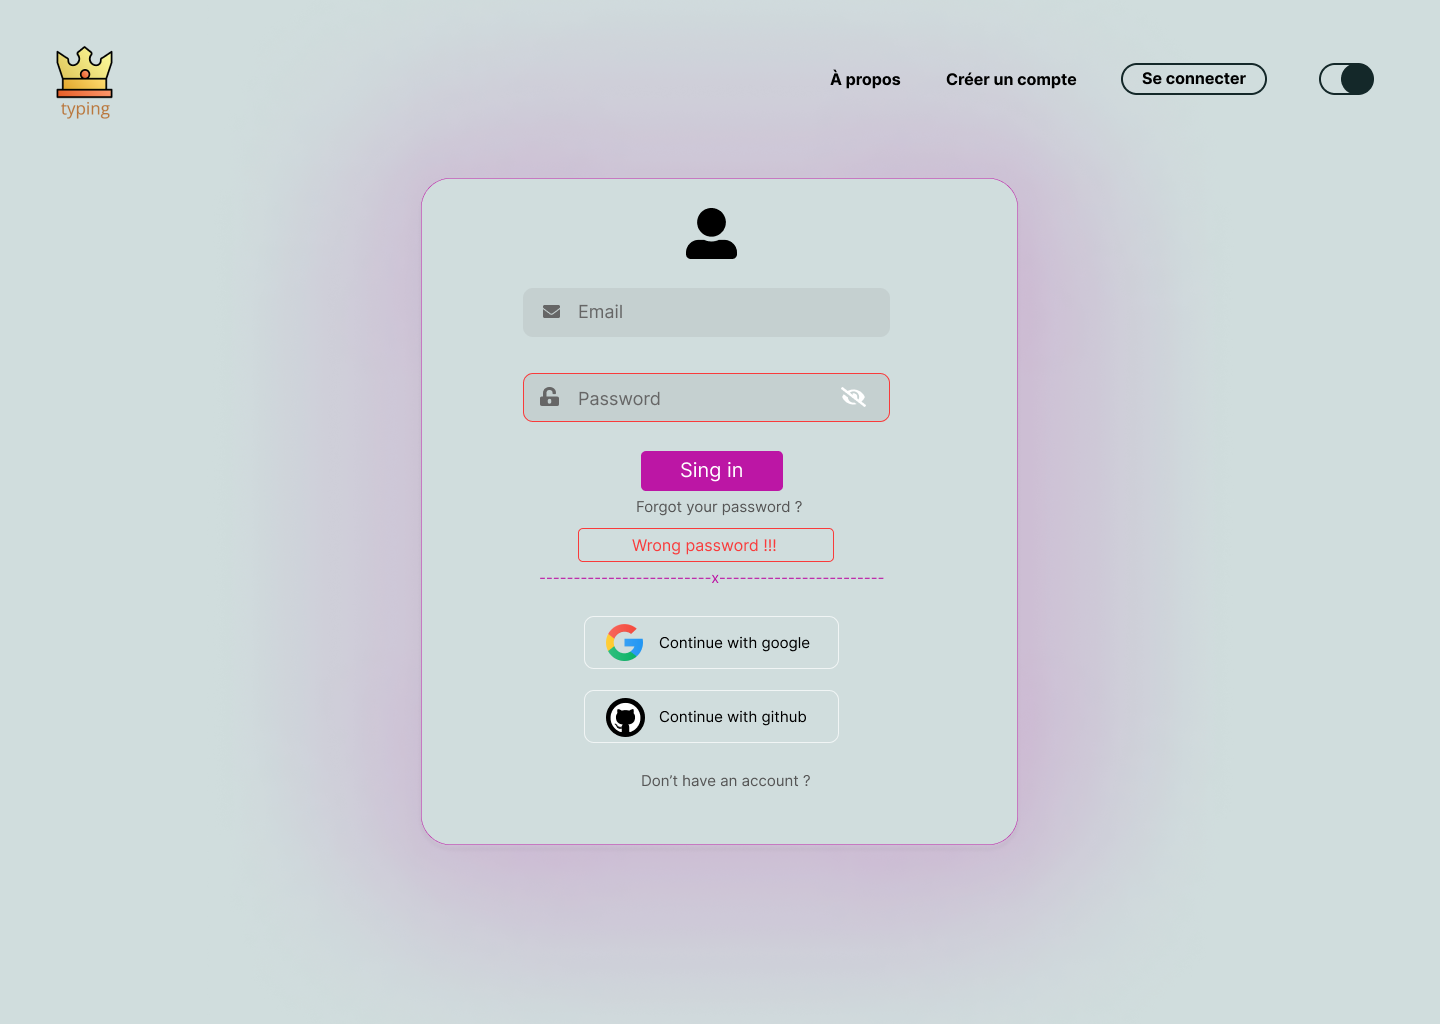 typing
À propos
Créer un compte
Se connecter
Email
Password
Sing in
Forgot your password ?
Wrong password !!!
-------------------------x------------------------
Continue with google
Continue with github
Don’t have an account ?